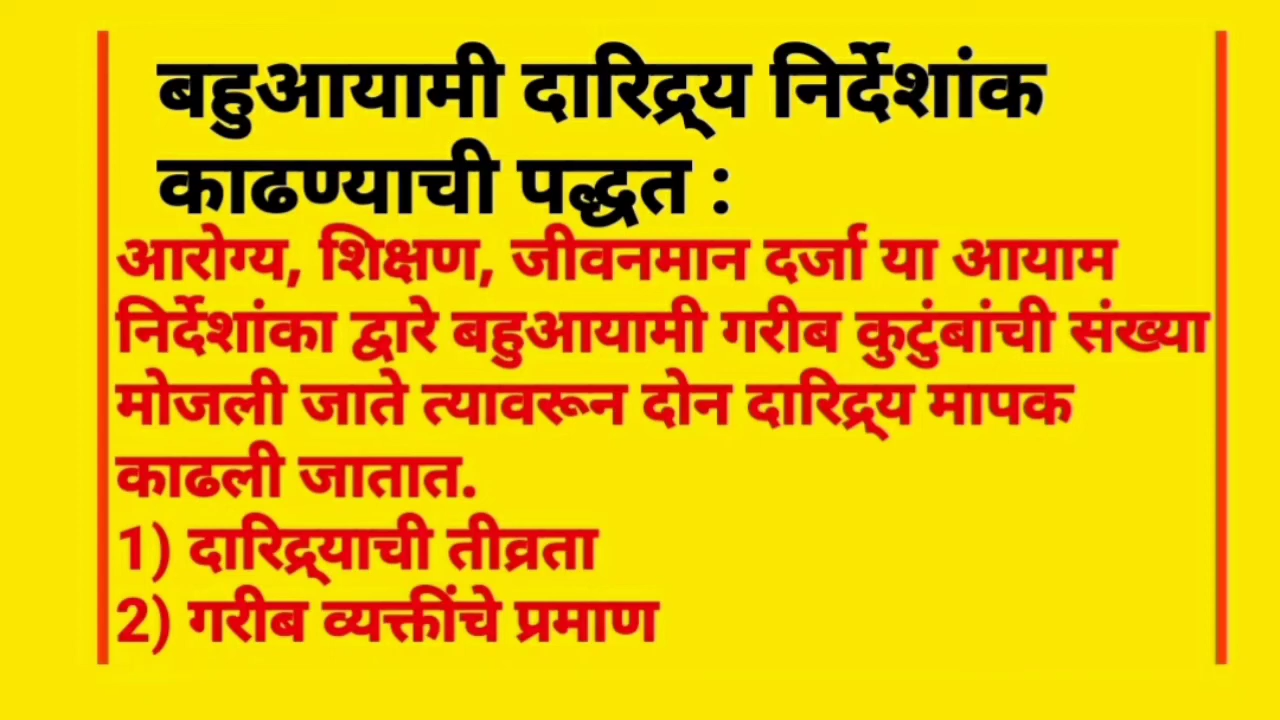 बहुआयामी दारिद्र्य निर्देशांक
काढण्याची पद्धत :
आरोग्य, शिक्षण, जीवनमान दर्जा या आयाम
निर्देशांका द्वारे बहुआयामी गरीब कुटुंबांची संख्या
मोजली जाते त्यावरून दोन दारिद्र्य मापक
काढली जातात.
1) दारिद्र्याची तीव्रता
2) गरीब व्यक्तींचे प्रमाण